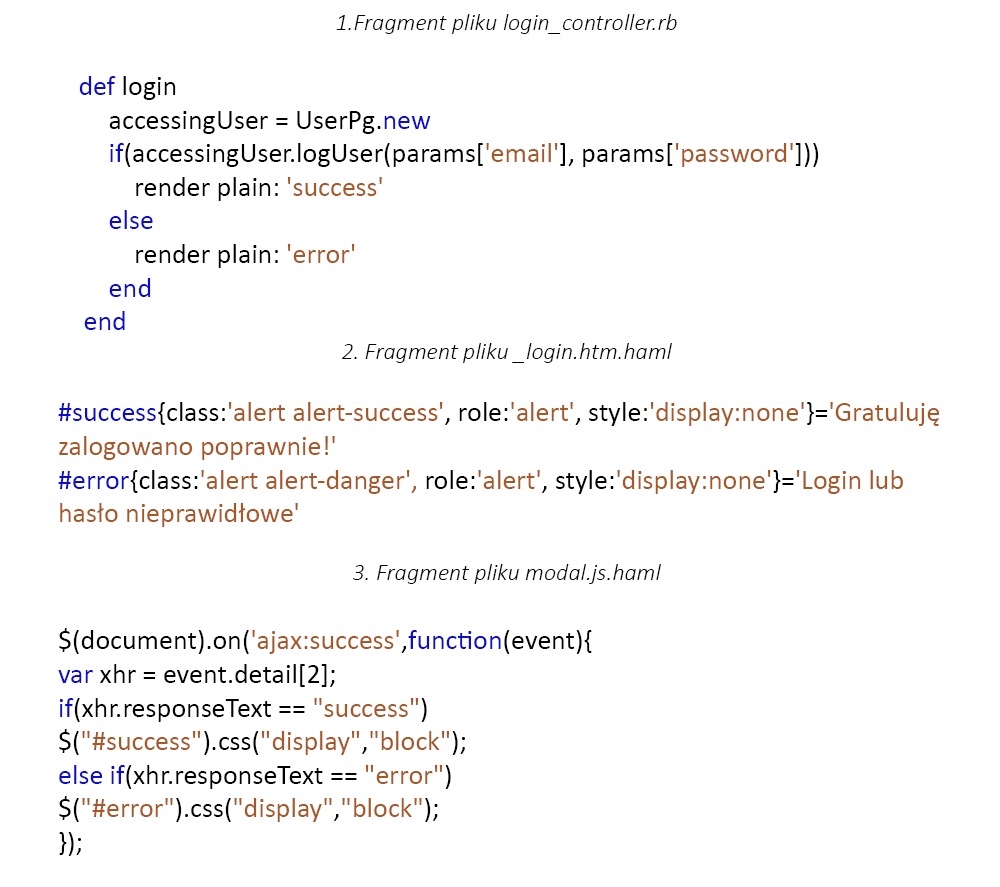 1.Fragment pliku login_controller.rb
def login
accessingUser = UserPg.new
if(accessingUser.logUser(params['email'], params['password']))
render plain: 'success'
else
render plain: 'error'
end
end
2. Fragment pliku _login.htm.haml
#success{class:'alert alert-success', role:'alert', style:'display:none'}='Gratuluję
zalogowano poprawnie!'
#error{class:'alert alert-danger', role:'alert', style:'display:none'}='Login lub
hasło nieprawidłowe'
3. Fragment pliku modal.js.haml
$(document).on('ajax:success',function(event){
var xhr = event.detail[2];
if(xhr.responseText == "success")
$("#success").css("display","block");
else if(xhr.responseText == "error")
$("#error").css("display","block");
});